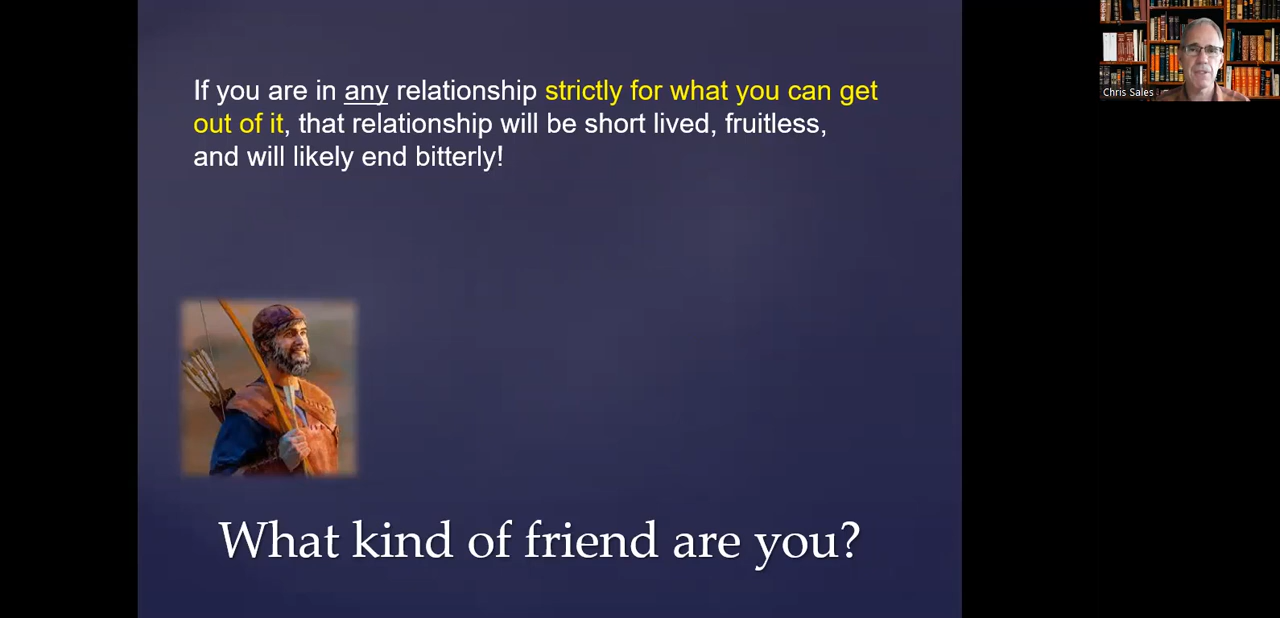 If you are in any relationship strictly for what you can get
out of it, that relationship will be short lived, fruitless,
and will likely end bitterly!
Chris Sales
What kind of friend are you?